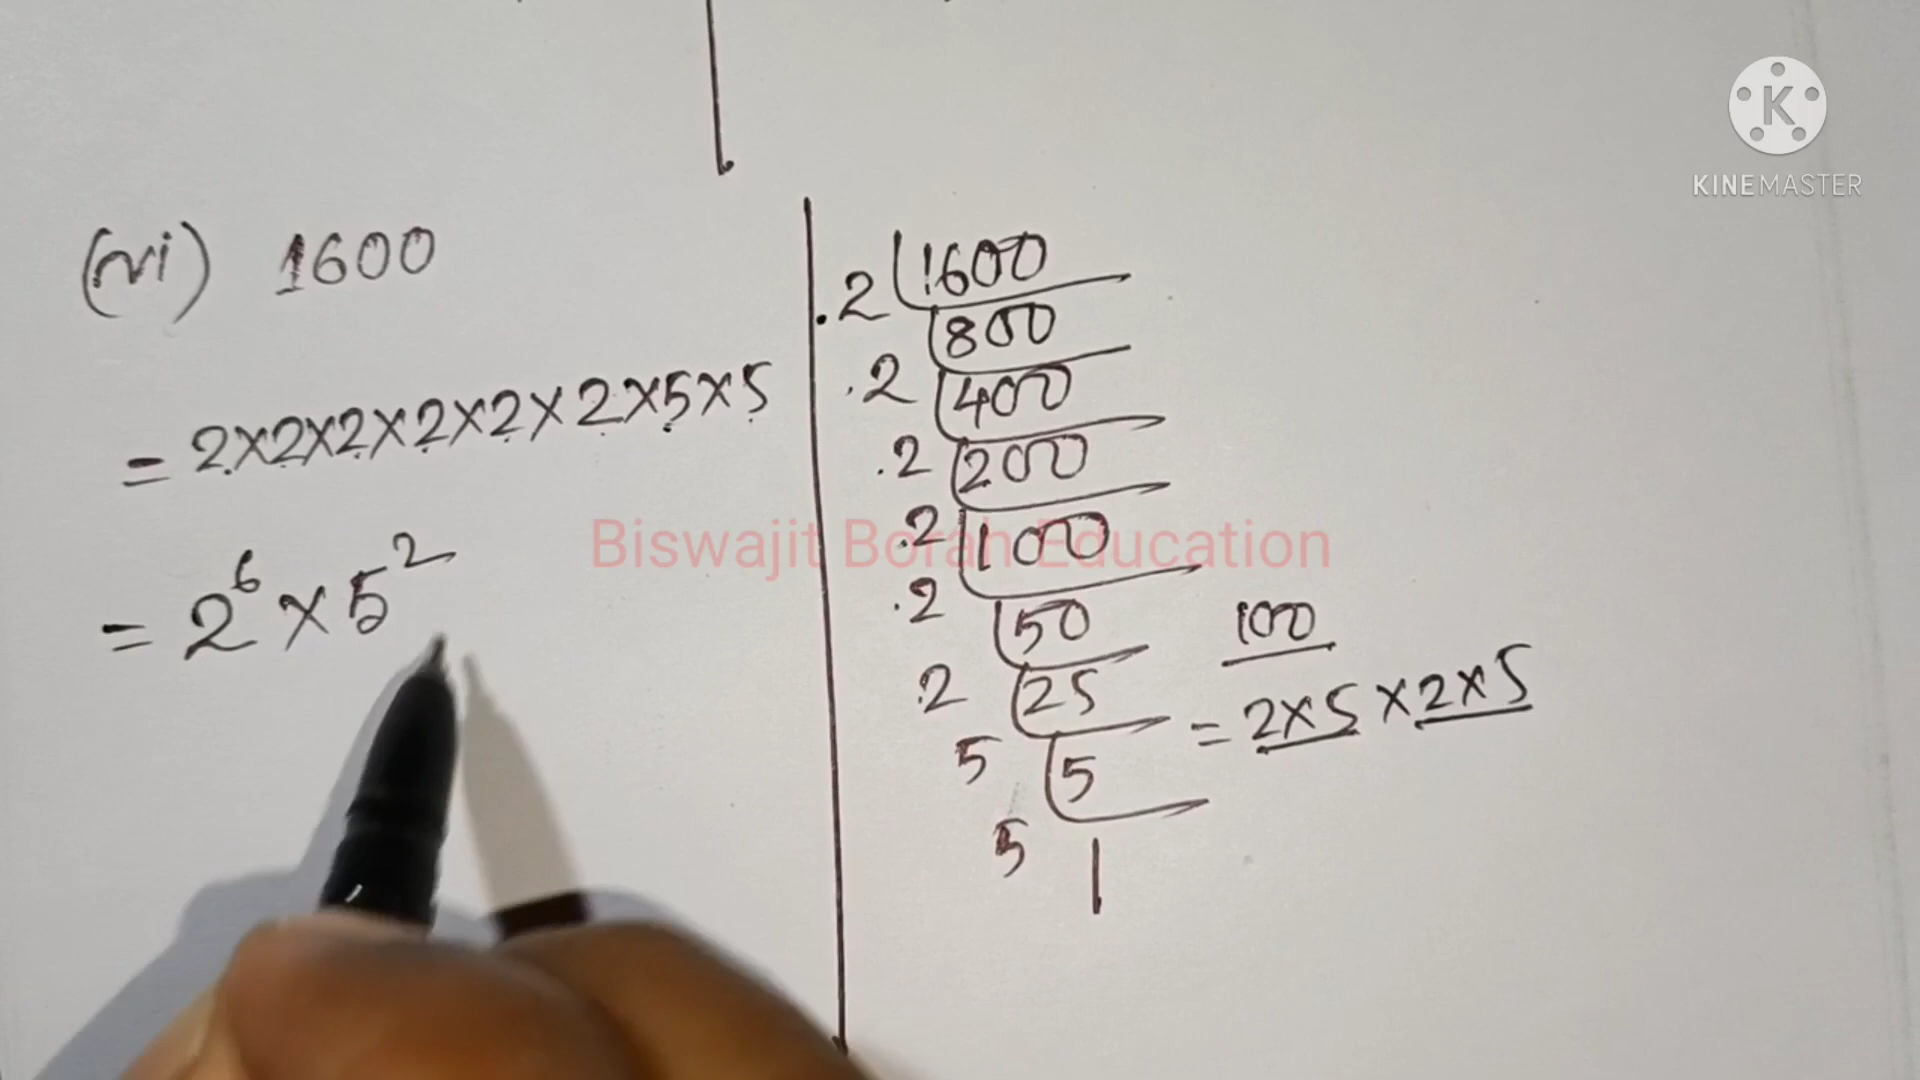 KINEMASTER
(vi) 1600
= 2×2×2×2×2×2×5×5
= 2⁶ × 5²
.2 | 1600
.2 | 800
.2 | 400
.2 | 200
.2 | 100
2 | 50
5 | 25
5 | 5
1
100
= 2×5 × 2×5
Biswajit Borah Education